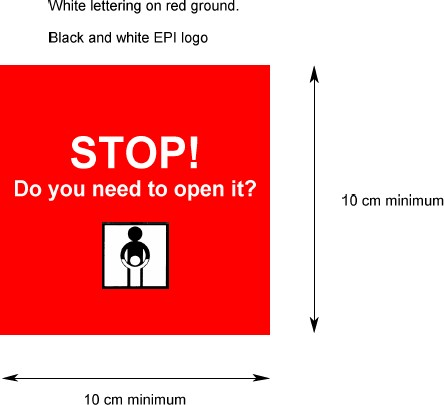 White lettering on red ground.
Black and white EPI logo
STOP!
Do you need to open it?
10 cm minimum
10 cm minimum